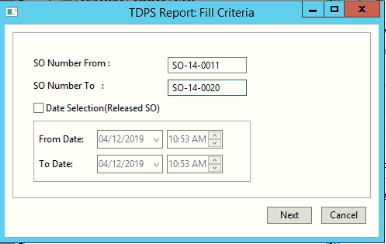 TDPS Report: Fill Criteria
SO Number From : SO-14-0011
SO Number To : SO-14-0020
Date Selection(Released SO)
From Date: 04/12/2019 10:53 AM
To Date: 04/12/2019 10:53 AM
Next Cancel